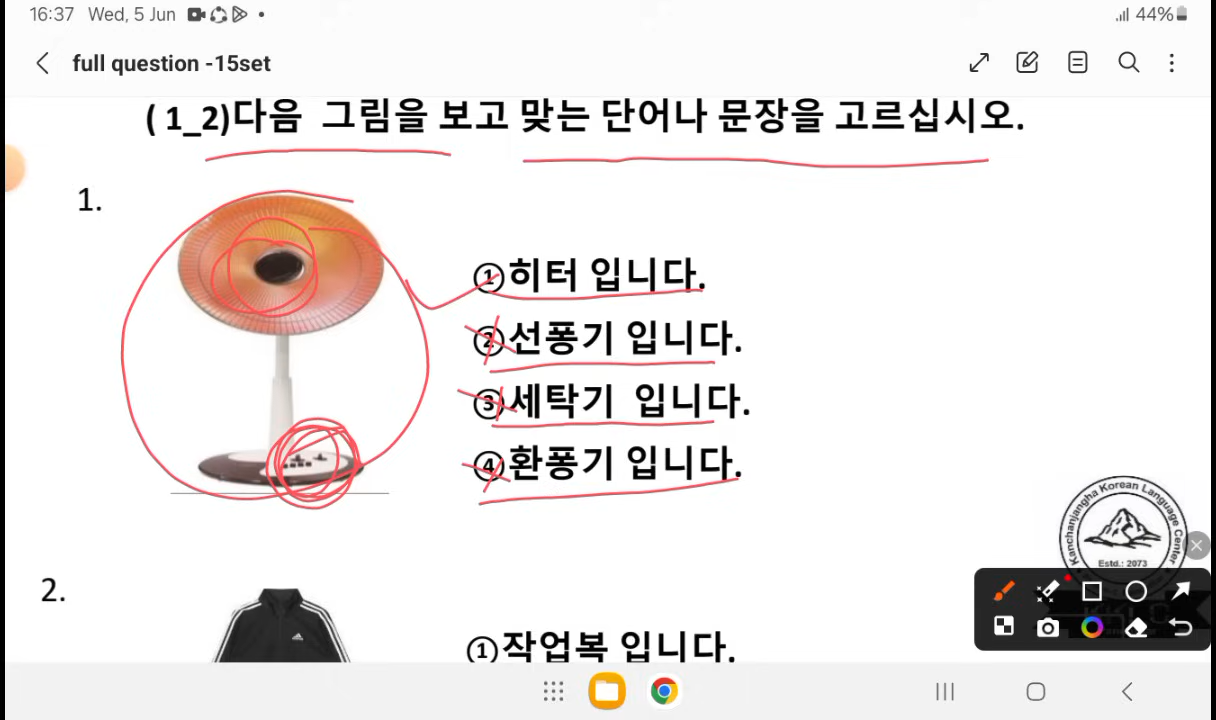 16:37 Wed, 5 Jun
44%
full question -15set
( 1_2)다음 그림을 보고 맞는 단어나 문장을 고르십시오.
1.
①히터 입니다.
②선풍기 입니다.
③세탁기 입니다.
④환풍기 입니다.
Kanchanjangha Korean Language Center
Estd.: 2073
2.
①작업복 입니다.